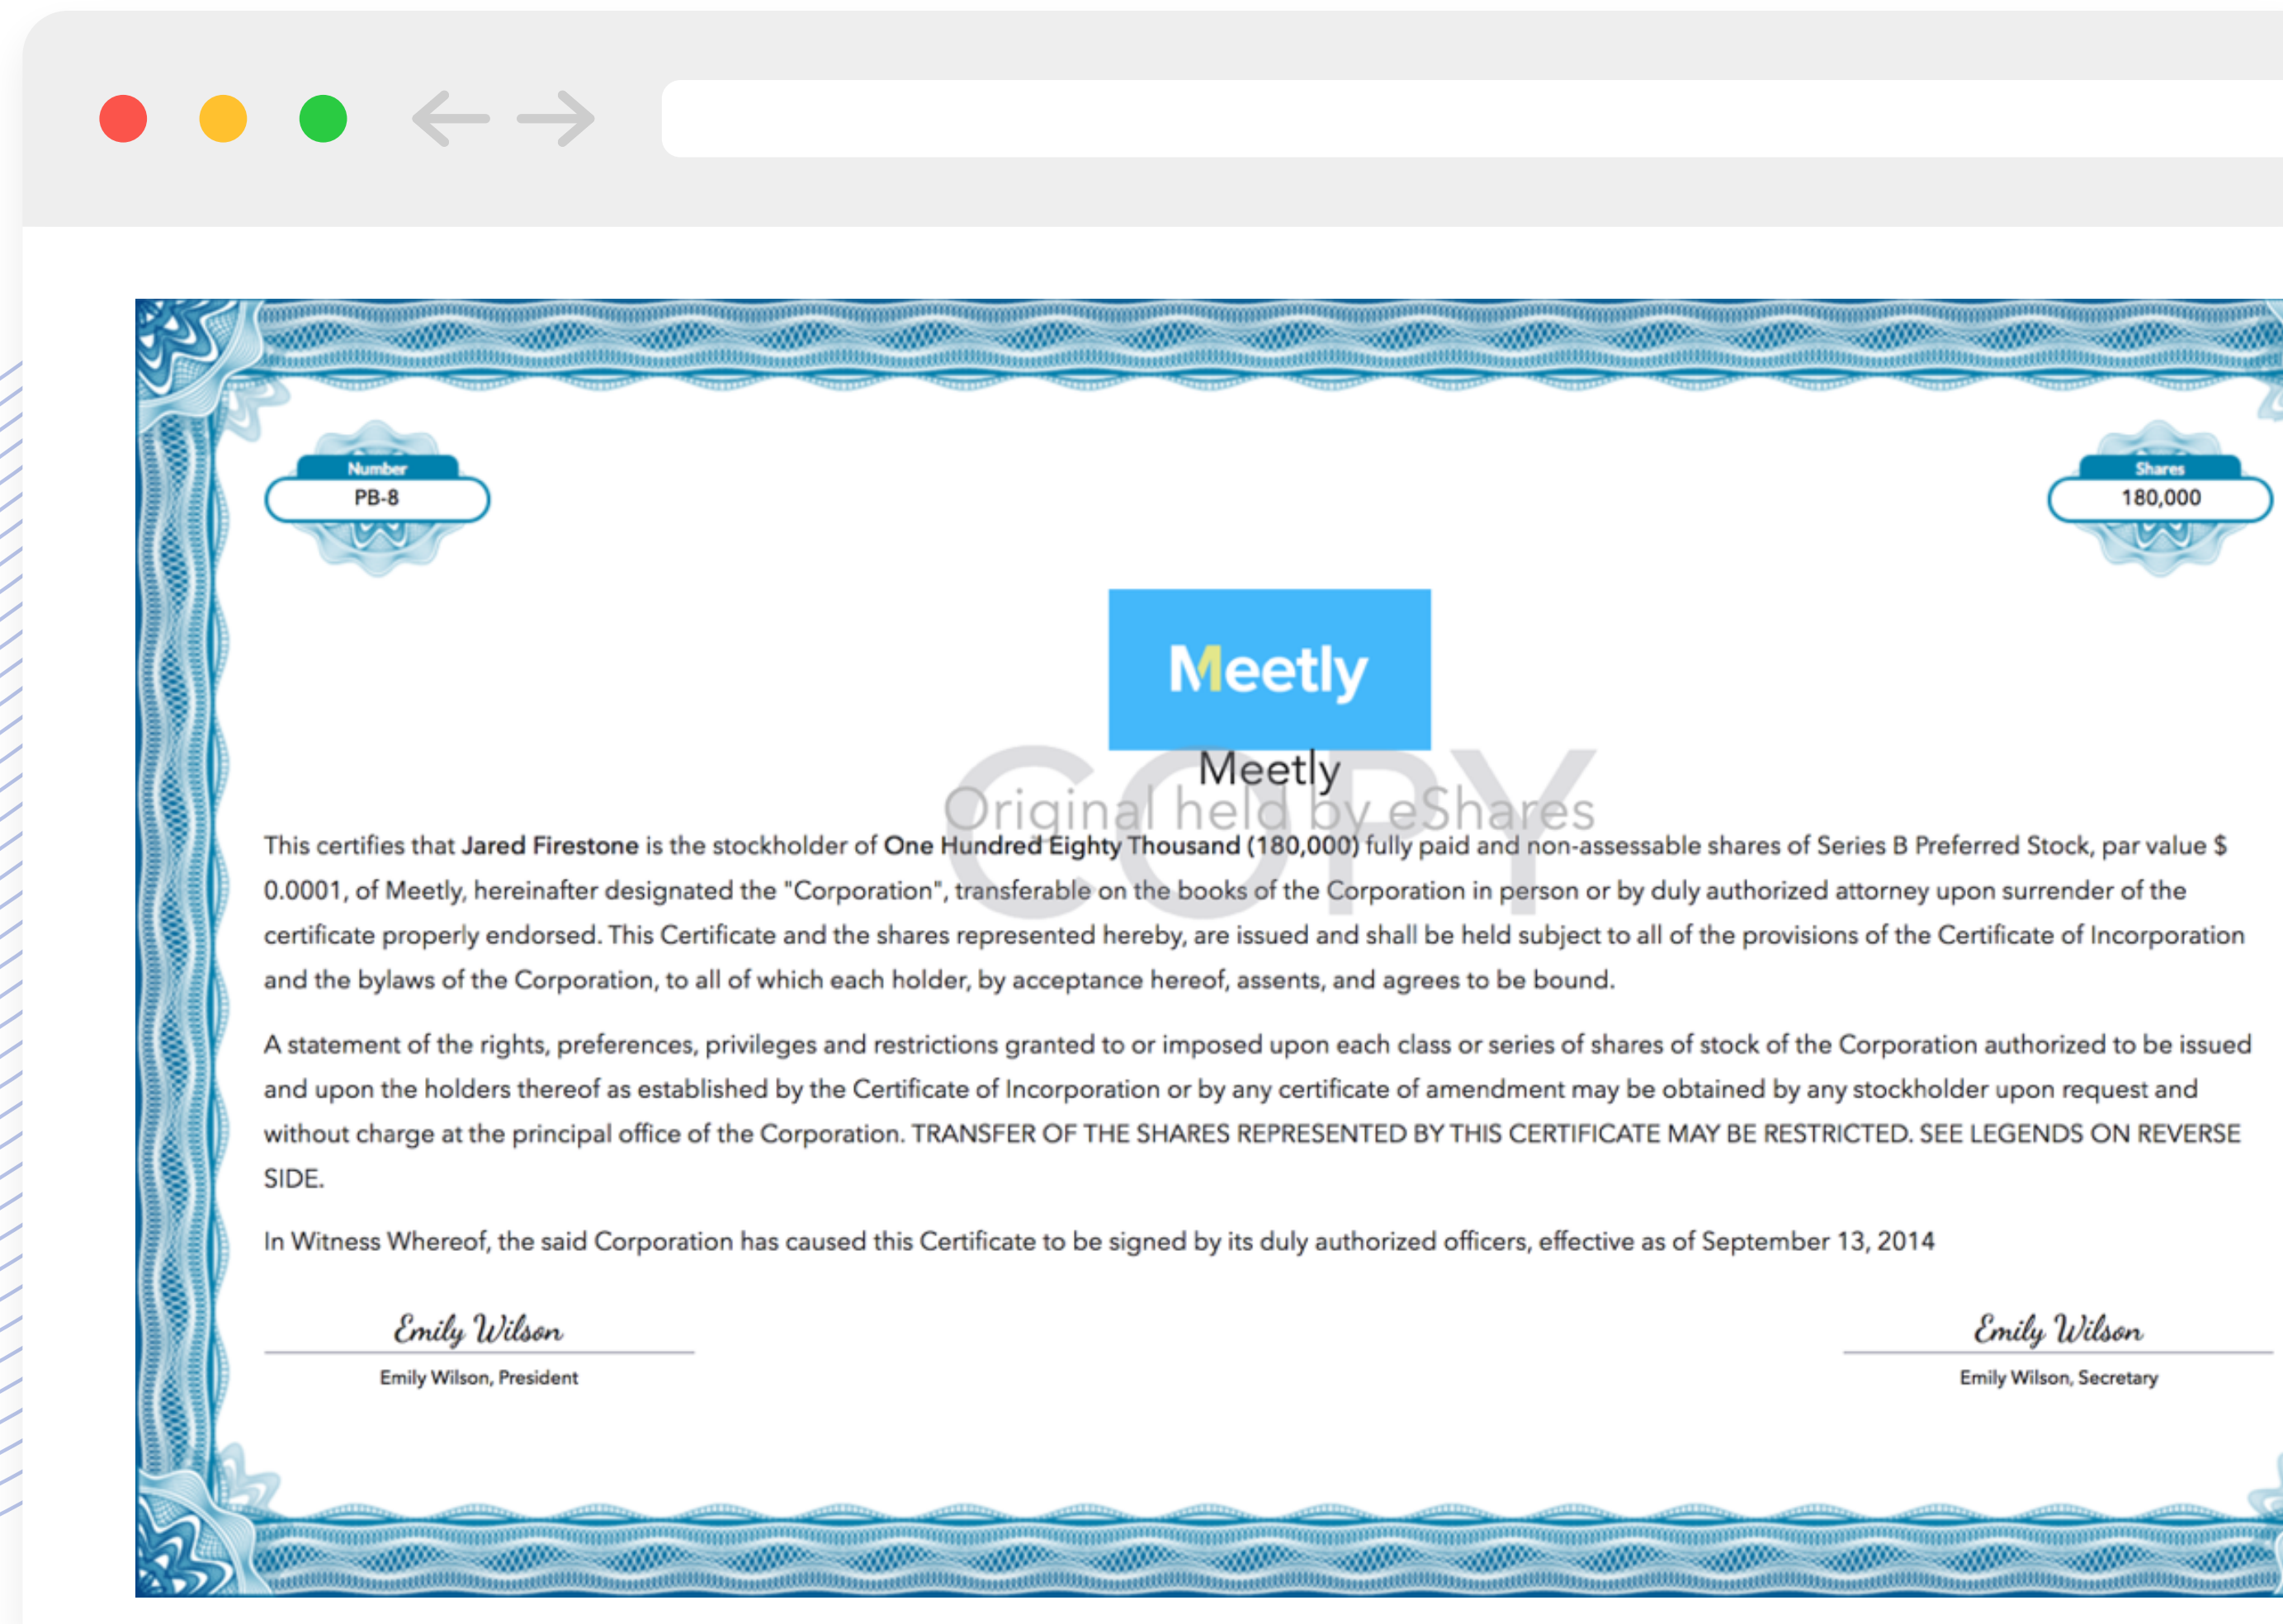 Number
PB-8
Shares
180,000
Meetly
Meetly
COPY
Original held by eShares
This certifies that Jared Firestone is the stockholder of One Hundred Eighty Thousand (180,000) fully paid and non-assessable shares of Series B Preferred Stock, par value $
0.0001, of Meetly, hereinafter designated the "Corporation", transferable on the books of the Corporation in person or by duly authorized attorney upon surrender of the
certificate properly endorsed. This Certificate and the shares represented hereby, are issued and shall be held subject to all of the provisions of the Certificate of Incorporation
and the bylaws of the Corporation, to all of which each holder, by acceptance hereof, assents, and agrees to be bound.
A statement of the rights, preferences, privileges and restrictions granted to or imposed upon each class or series of shares of stock of the Corporation authorized to be issued
and upon the holders thereof as established by the Certificate of Incorporation or by any certificate of amendment may be obtained by any stockholder upon request and
without charge at the principal office of the Corporation. TRANSFER OF THE SHARES REPRESENTED BY THIS CERTIFICATE MAY BE RESTRICTED. SEE LEGENDS ON REVERSE
SIDE.
In Witness Whereof, the said Corporation has caused this Certificate to be signed by its duly authorized officers, effective as of September 13, 2014
Emily Wilson
Emily Wilson, President
Emily Wilson
Emily Wilson, Secretary